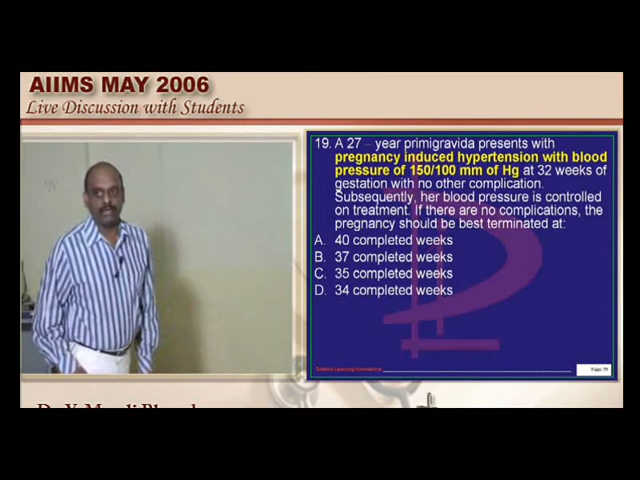 AIIMS MAY 2006
Live Discussion with Students
19. A 27 – year primigravida presents with
pregnancy induced hypertension with blood
pressure of 150/100 mm of Hg at 32 weeks of
gestation with no other complication.
Subsequently, her blood pressure is controlled
on treatment. If there are no complications, the
pregnancy should be best terminated at:
A. 40 completed weeks
B. 37 completed weeks
C. 35 completed weeks
D. 34 completed weeks
Page 79